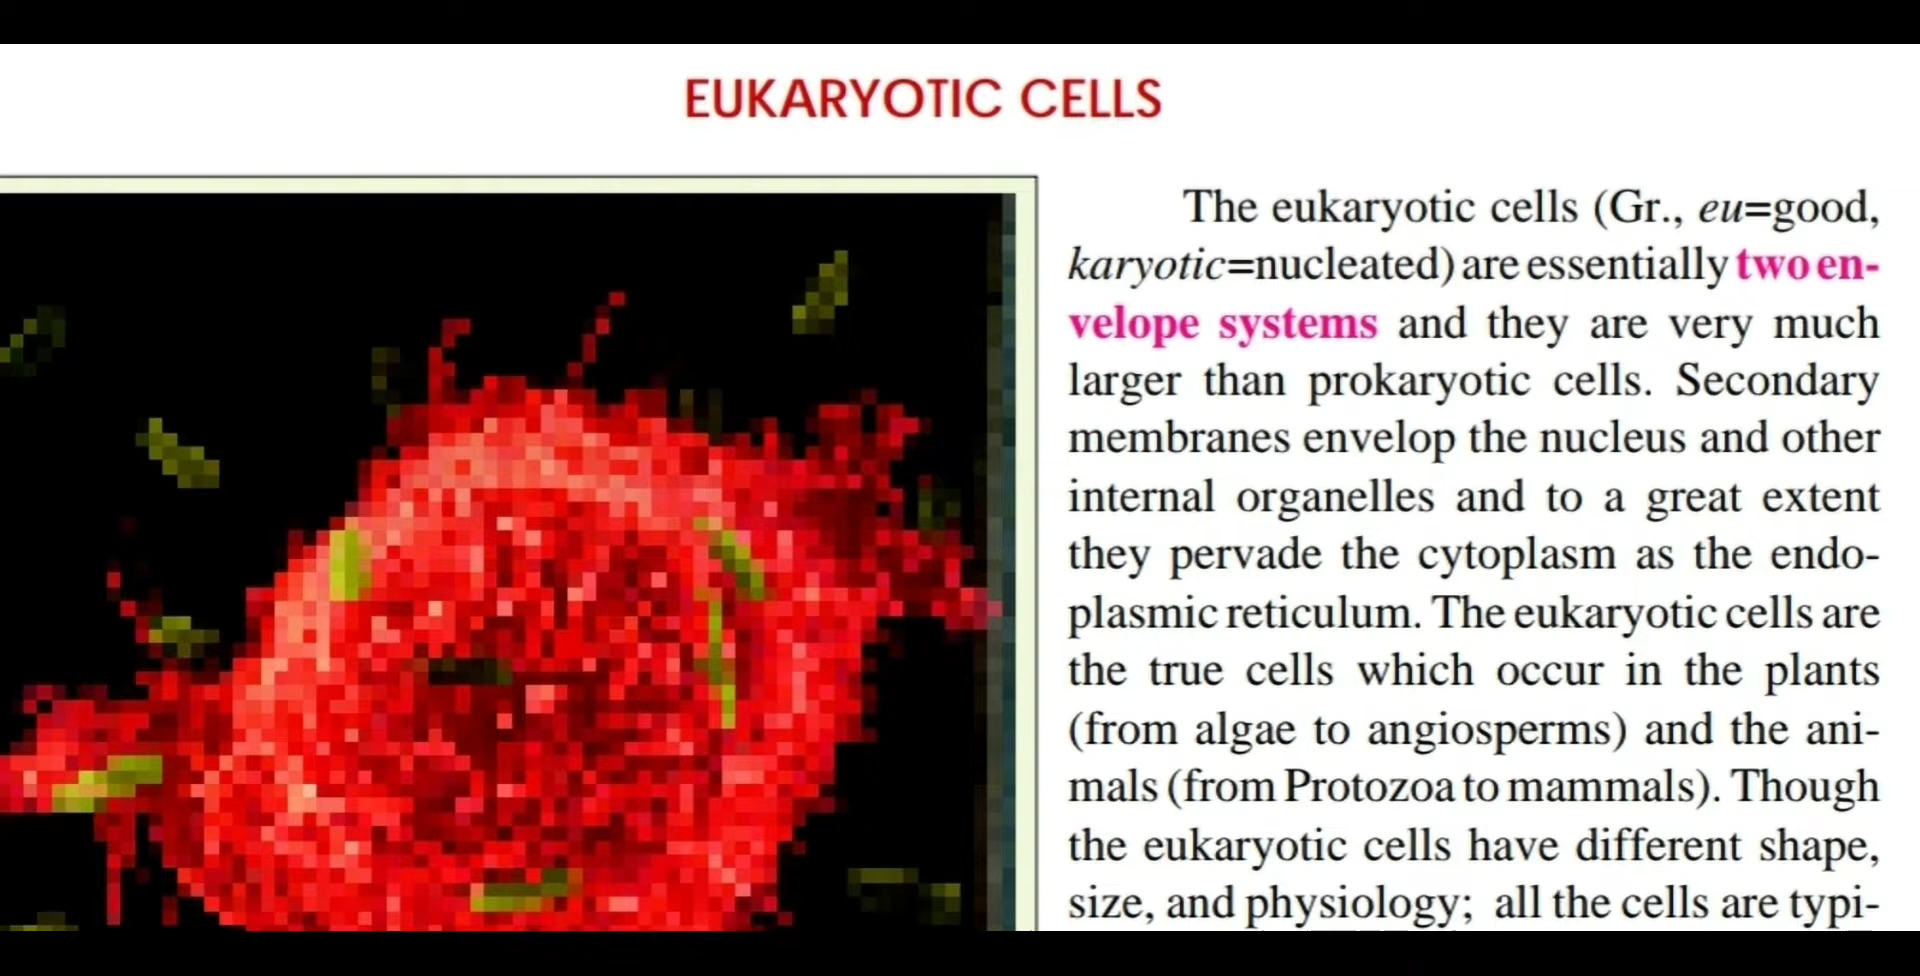 EUKARYOTIC CELLS
The eukaryotic cells (Gr., eu=good,
karyotic=nucleated) are essentially two en-
velope systems and they are very much
larger than prokaryotic cells. Secondary
membranes envelop the nucleus and other
internal organelles and to a great extent
they pervade the cytoplasm as the endo-
plasmic reticulum. The eukaryotic cells are
the true cells which occur in the plants
(from algae to angiosperms) and the ani-
mals (from Protozoa to mammals). Though
the eukaryotic cells have different shape,
size, and physiology; all the cells are typi-